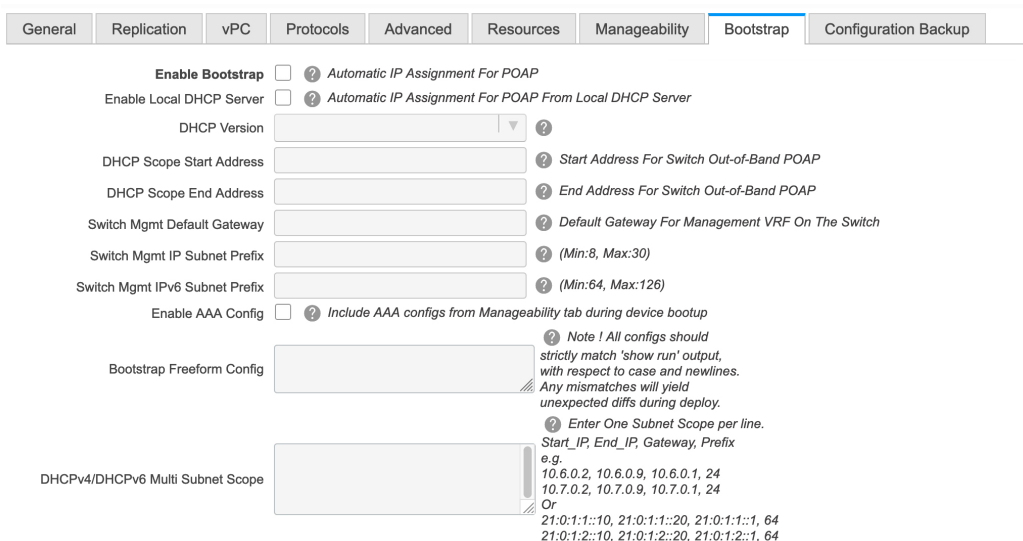 General Replication vPC Protocols Advanced Resources Manageability Bootstrap Configuration Backup
Enable Bootstrap ? Automatic IP Assignment For POAP
Enable Local DHCP Server ? Automatic IP Assignment For POAP From Local DHCP Server
DHCP Version ▼ ?
DHCP Scope Start Address ? Start Address For Switch Out-of-Band POAP
DHCP Scope End Address ? End Address For Switch Out-of-Band POAP
Switch Mgmt Default Gateway ? Default Gateway For Management VRF On The Switch
Switch Mgmt IP Subnet Prefix ? (Min:8, Max:30)
Switch Mgmt IPv6 Subnet Prefix ? (Min:64, Max:126)
Enable AAA Config ? Include AAA configs from Manageability tab during device bootup
Bootstrap Freeform Config
? Note ! All configs should
strictly match 'show run' output,
with respect to case and newlines.
Any mismatches will yield
unexpected diffs during deploy.
DHCPv4/DHCPv6 Multi Subnet Scope
? Enter One Subnet Scope per line.
Start_IP, End_IP, Gateway, Prefix
e.g.
10.6.0.2, 10.6.0.9, 10.6.0.1, 24
10.7.0.2, 10.7.0.9, 10.7.0.1, 24
Or
21:0:1:1::10, 21:0:1:1::20, 21:0:1:1::1, 64
21:0:1:2::10, 21:0:1:2::20, 21:0:1:2::1, 64